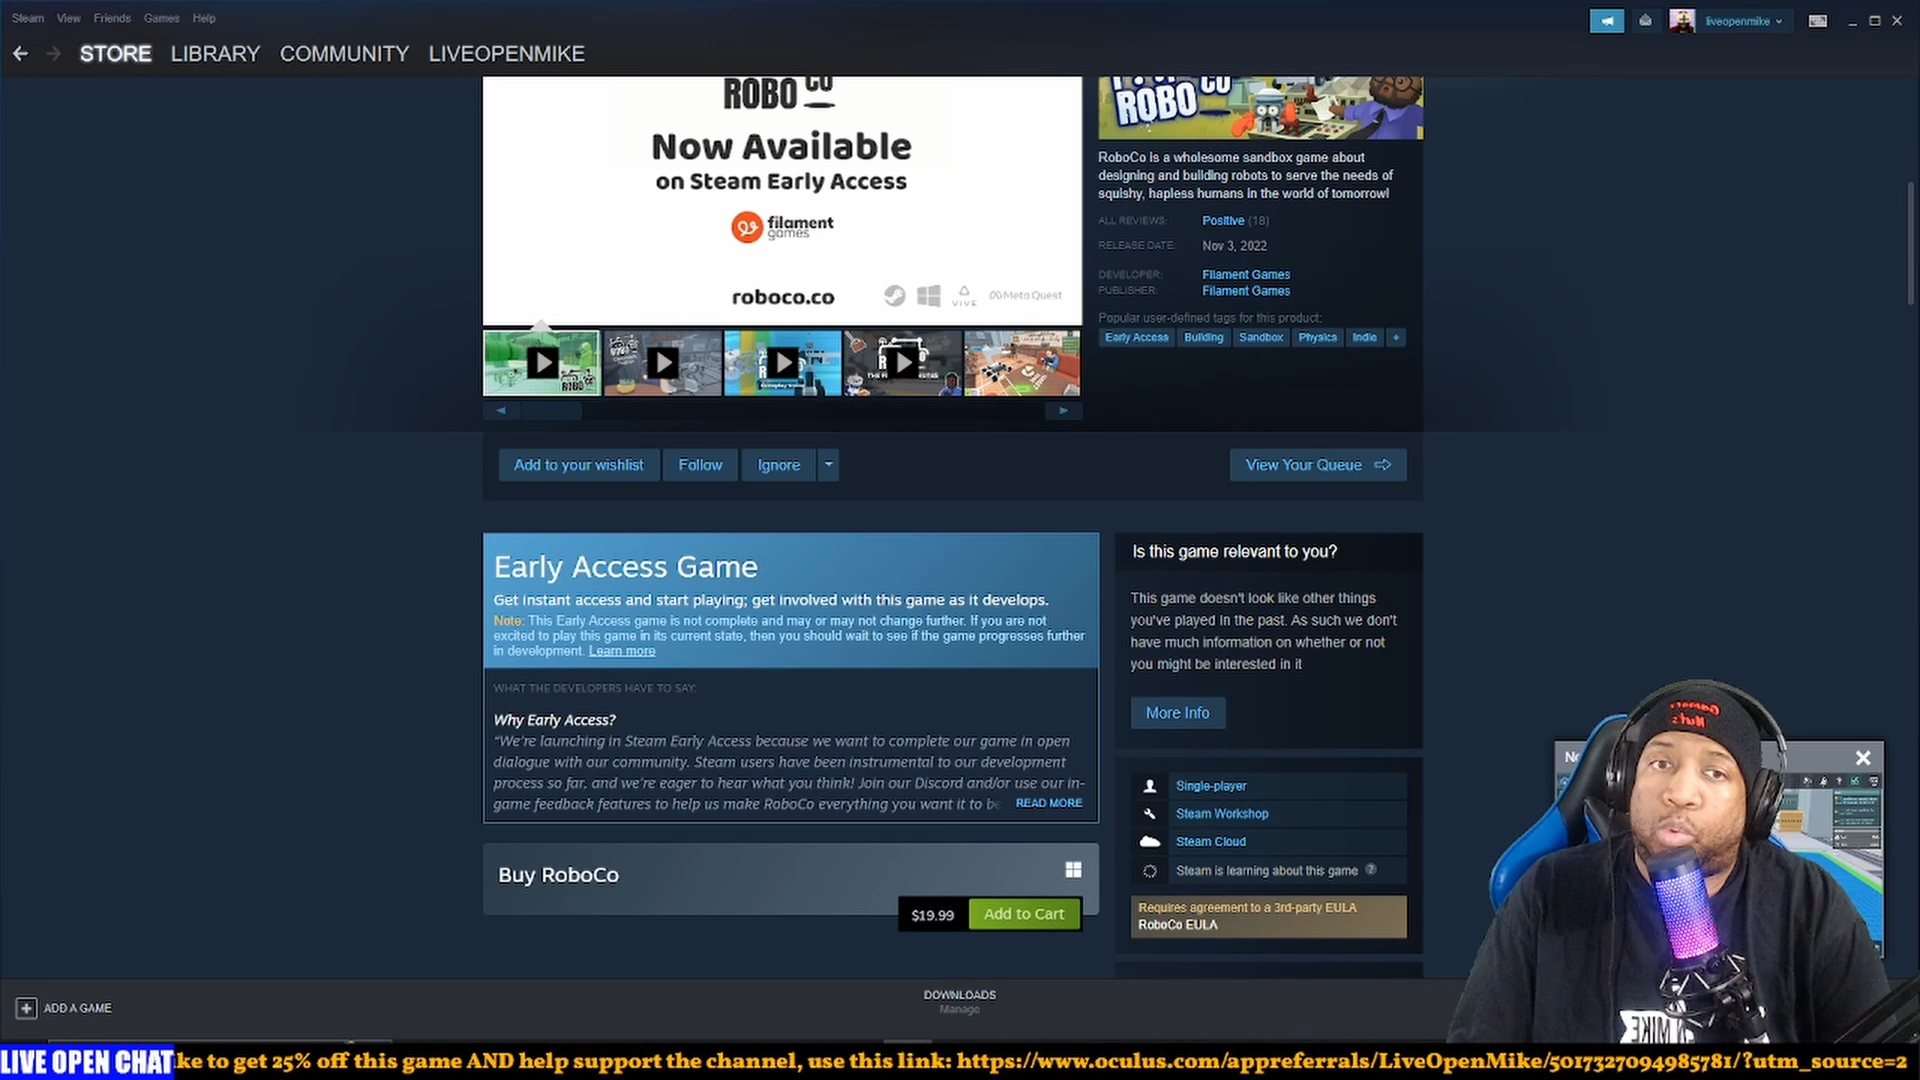 Steam View Friends Games Help
liveopenmike
STORE LIBRARY COMMUNITY LIVEOPENMIKE
ROBO CO
Now Available
on Steam Early Access
filament
games
roboco.co
VIVE
Meta Quest
ROBO CO
RoboCo is a wholesome sandbox game about
designing and building robots to serve the needs of
squishy, hapless humans in the world of tomorrow!
ALL REVIEWS: Positive (18)
RELEASE DATE: Nov 3, 2022
DEVELOPER: Filament Games
PUBLISHER: Filament Games
Popular user-defined tags for this product:
Early Access Building Sandbox Physics Indie +
Add to your wishlist Follow Ignore View Your Queue
Early Access Game
Get instant access and start playing; get involved with this game as it develops.
Note: This Early Access game is not complete and may or may not change further. If you are not
excited to play this game in its current state, then you should wait to see if the game progresses further
in development. Learn more
WHAT THE DEVELOPERS HAVE TO SAY:
Why Early Access?
“We're launching in Steam Early Access because we want to complete our game in open
dialogue with our community. Steam users have been instrumental to our development
process so far, and we're eager to hear what you think! Join our Discord and/or use our in-
game feedback features to help us make RoboCo everything you want it to be READ MORE
Buy RoboCo
$19.99 Add to Cart
Is this game relevant to you?
This game doesn't look like other things
you've played in the past. As such we don't
have much information on whether or not
you might be interested in it
More Info
Single-player
Steam Workshop
Steam Cloud
Steam is learning about this game ?
Requires agreement to a 3rd-party EULA
RoboCo EULA
Gamers
Nuts
MIKE
ADD A GAME
DOWNLOADS
Manage
LIVE OPEN CHAT ke to get 25% off this game AND help support the channel, use this link: https://www.oculus.com/appreferrals/LiveOpenMike/5017327094985781/?utm_source=2